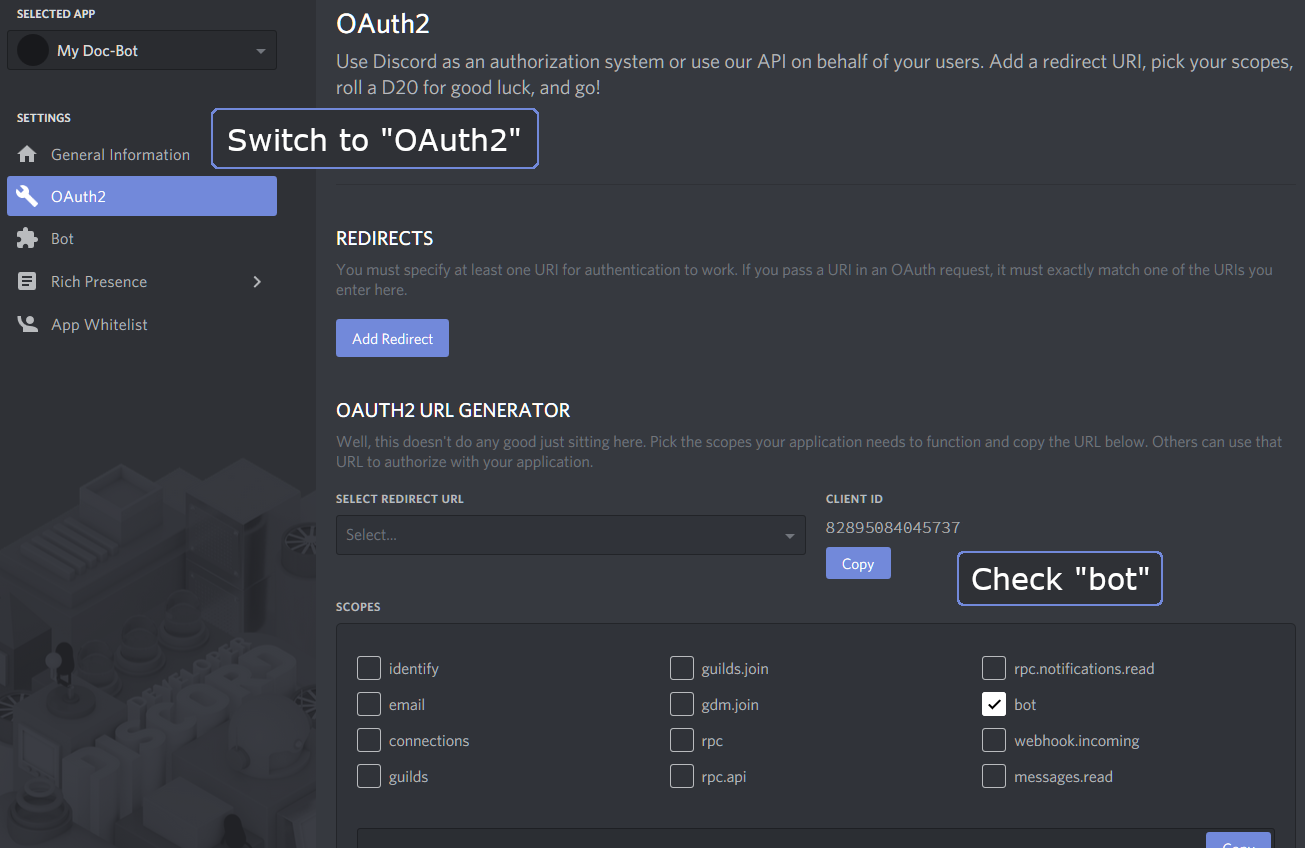 SELECTED APP
My Doc-Bot
SETTINGS
General Information
OAuth2
Bot
Rich Presence
App Whitelist
OAuth2
Use Discord as an authorization system or use our API on behalf of your users. Add a redirect URI, pick your scopes,
roll a D20 for good luck, and go!
Switch to "OAuth2"
REDIRECTS
You must specify at least one URI for authentication to work. If you pass a URI in an OAuth request, it must exactly match one of the URIs you
enter here.
Add Redirect
OAUTH2 URL GENERATOR
Well, this doesn't do any good just sitting here. Pick the scopes your application needs to function and copy the URL below. Others can use that
URL to authorize with your application.
SELECT REDIRECT URL
Select...
CLIENT ID
82895084045737
Copy
Check "bot"
SCOPES
identify
email
connections
guilds
guilds.join
gdm.join
rpc
rpc.api
rpc.notifications.read
bot
webhook.incoming
messages.read
Copy